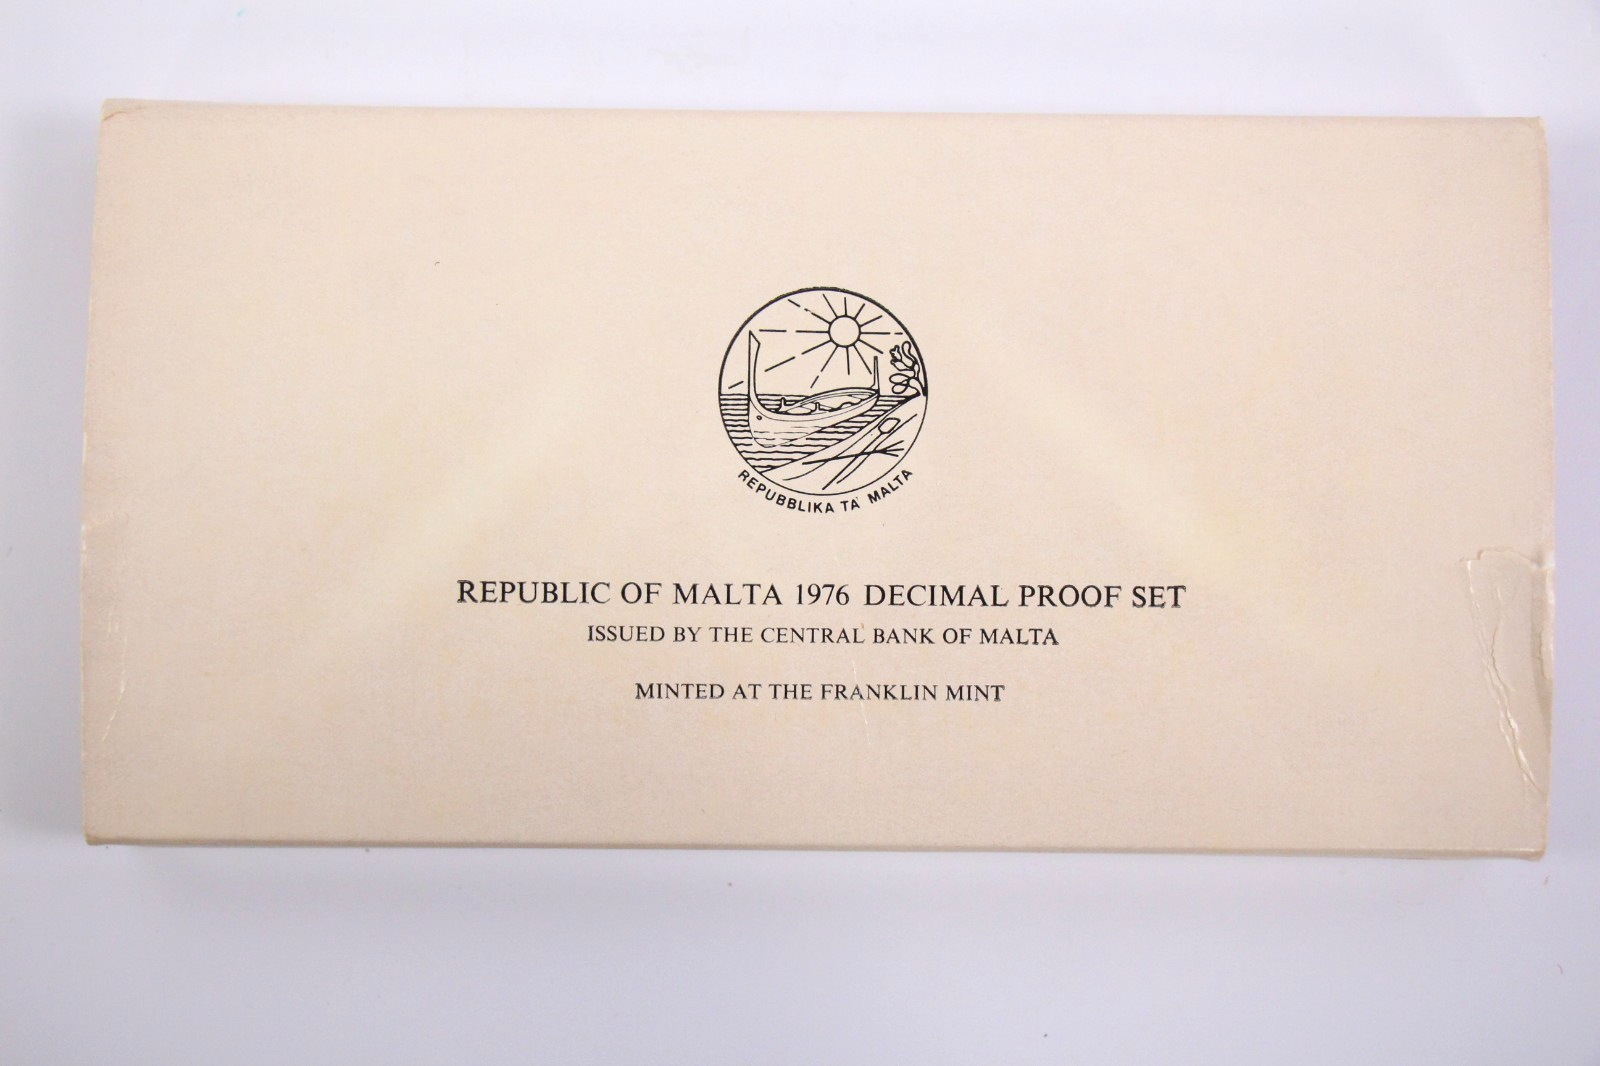 REPUBBLIKA TA' MALTA
REPUBLIC OF MALTA 1976 DECIMAL PROOF SET
ISSUED BY THE CENTRAL BANK OF MALTA
MINTED AT THE FRANKLIN MINT